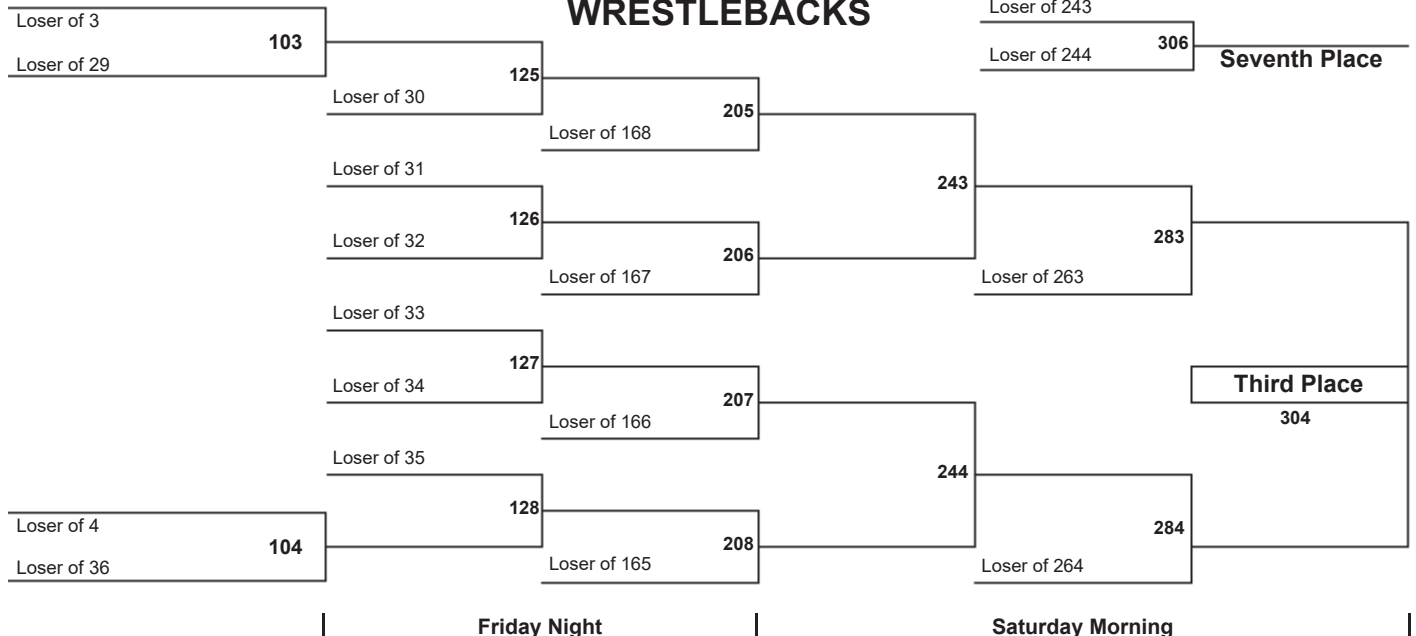 WRESTLEBACKS
Loser of 3
103
Loser of 29
125
Loser of 30
205
Loser of 168
Loser of 31
126
Loser of 32
206
Loser of 167
243
283
Loser of 263
Loser of 33
127
Loser of 34
207
Loser of 166
Loser of 35
128
Loser of 4
104
Loser of 36
208
Loser of 165
244
284
Loser of 264
Loser of 243
306
Loser of 244
Seventh Place
Third Place
304
Friday Night
Saturday Morning